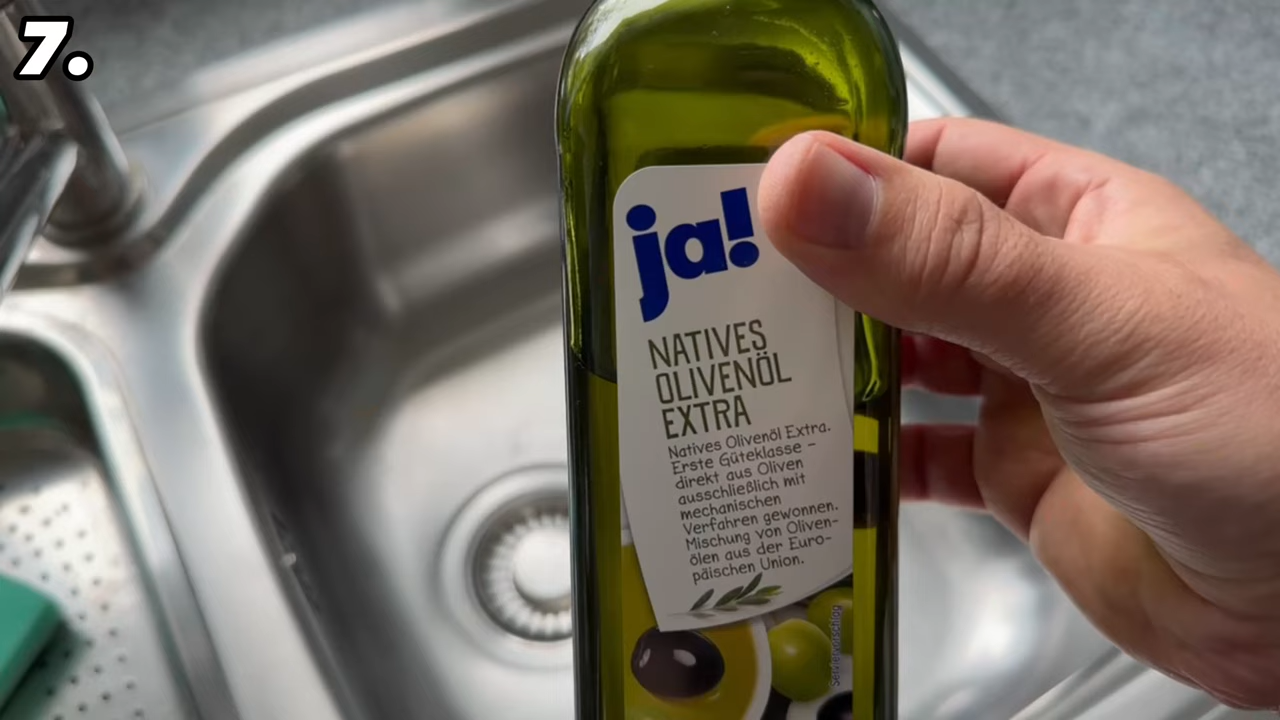 7.
ja!
NATIVES
OLIVENÖL
EXTRA
Natives Olivenöl Extra.
Erste Güteklasse –
direkt aus Oliven
ausschließlich mit
mechanischen
Verfahren gewonnen.
Mischung von Oliven-
ölen aus der Euro-
päischen Union.
Serviervorschlag